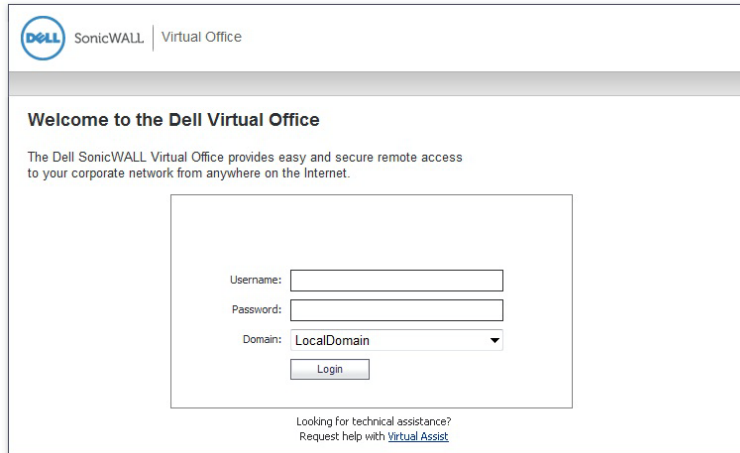 DELL SonicWALL Virtual Office
Welcome to the Dell Virtual Office
The Dell SonicWALL Virtual Office provides easy and secure remote access
to your corporate network from anywhere on the Internet.
Username:
Password:
Domain: LocalDomain
Login
Looking for technical assistance?
Request help with Virtual Assist